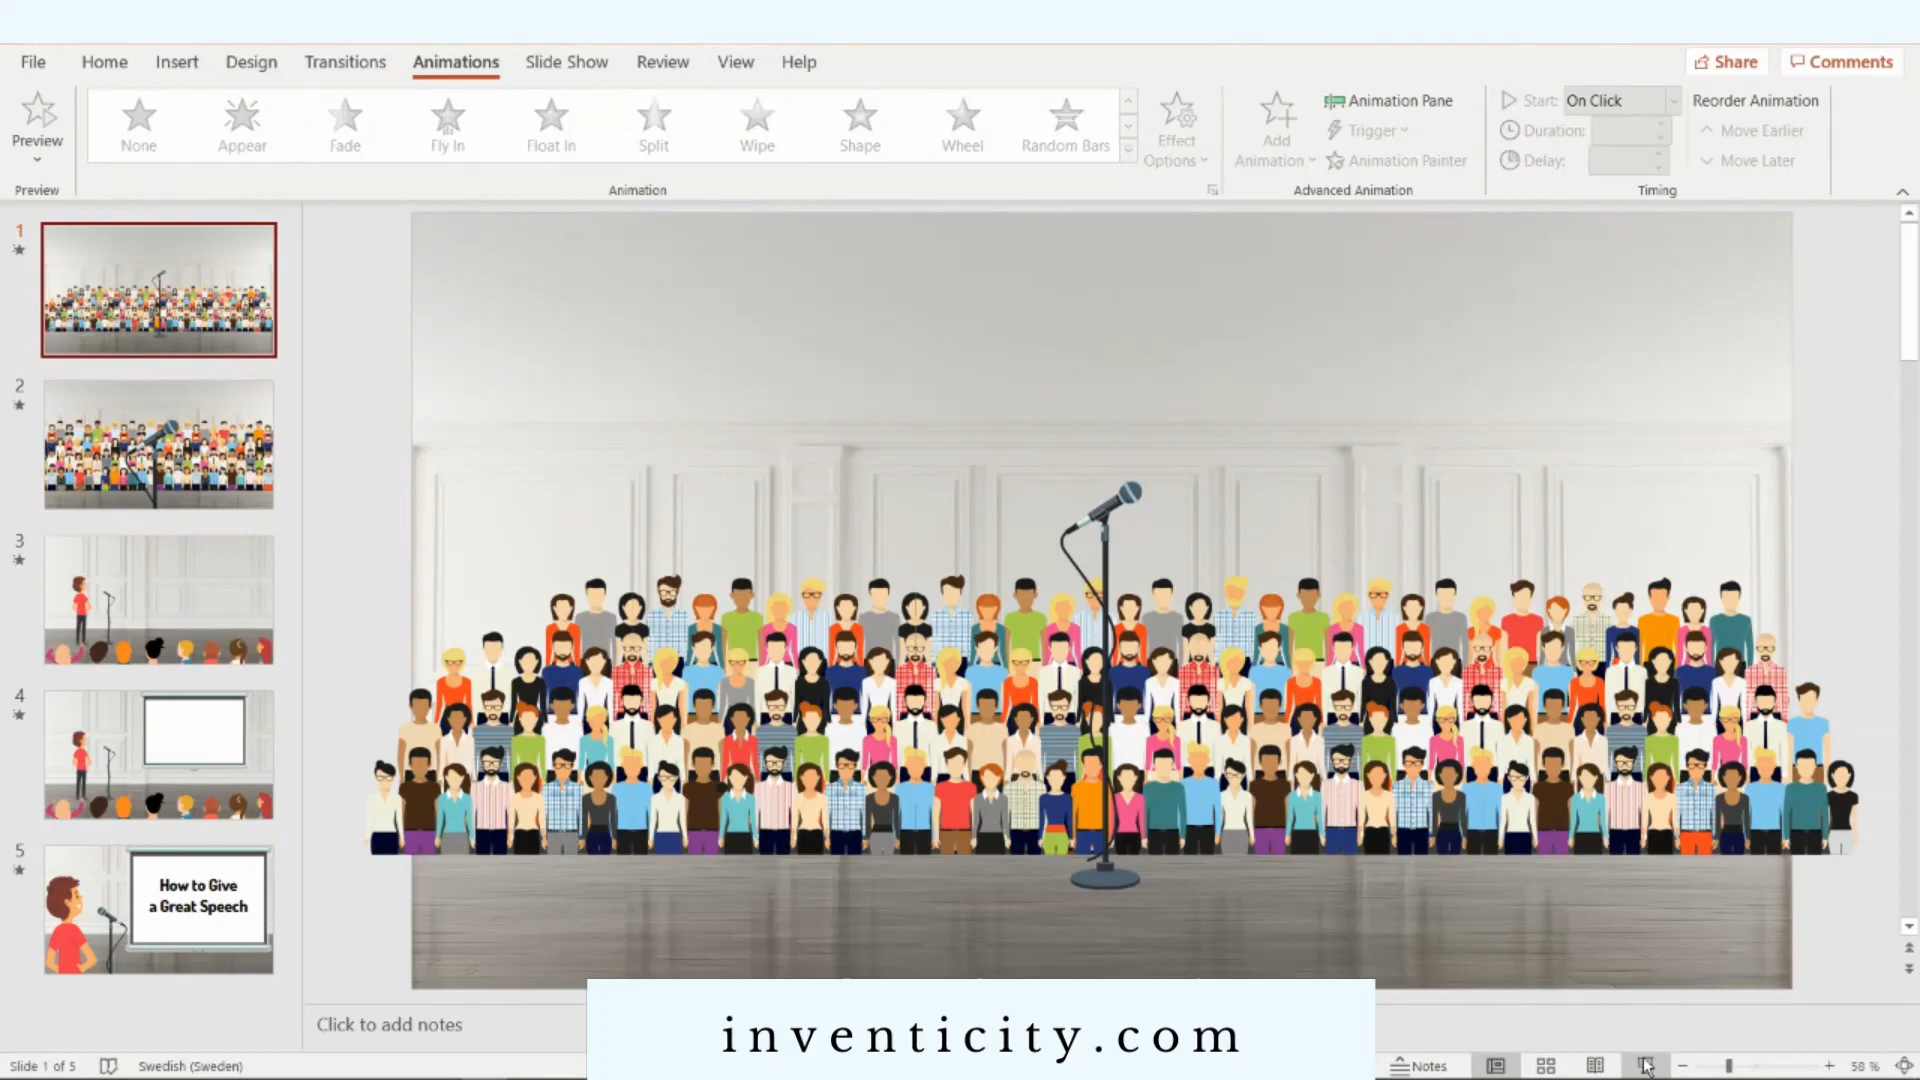 File Home Insert Design Transitions Animations Slide Show Review View Help Share Comments
Preview
None Appear Fade Fly In Float In Split Wipe Shape Wheel Random Bars
Effect Options
Add Animation
Animation Pane
Trigger
Animation Painter
Start: On Click
Duration:
Delay:
Reorder Animation
Move Earlier
Move Later
Preview Animation Advanced Animation Timing
1
2
3
4
5
How to Give
a Great Speech
Click to add notes
inventicity.com
Slide 1 of 5 Swedish (Sweden) Notes 58 %